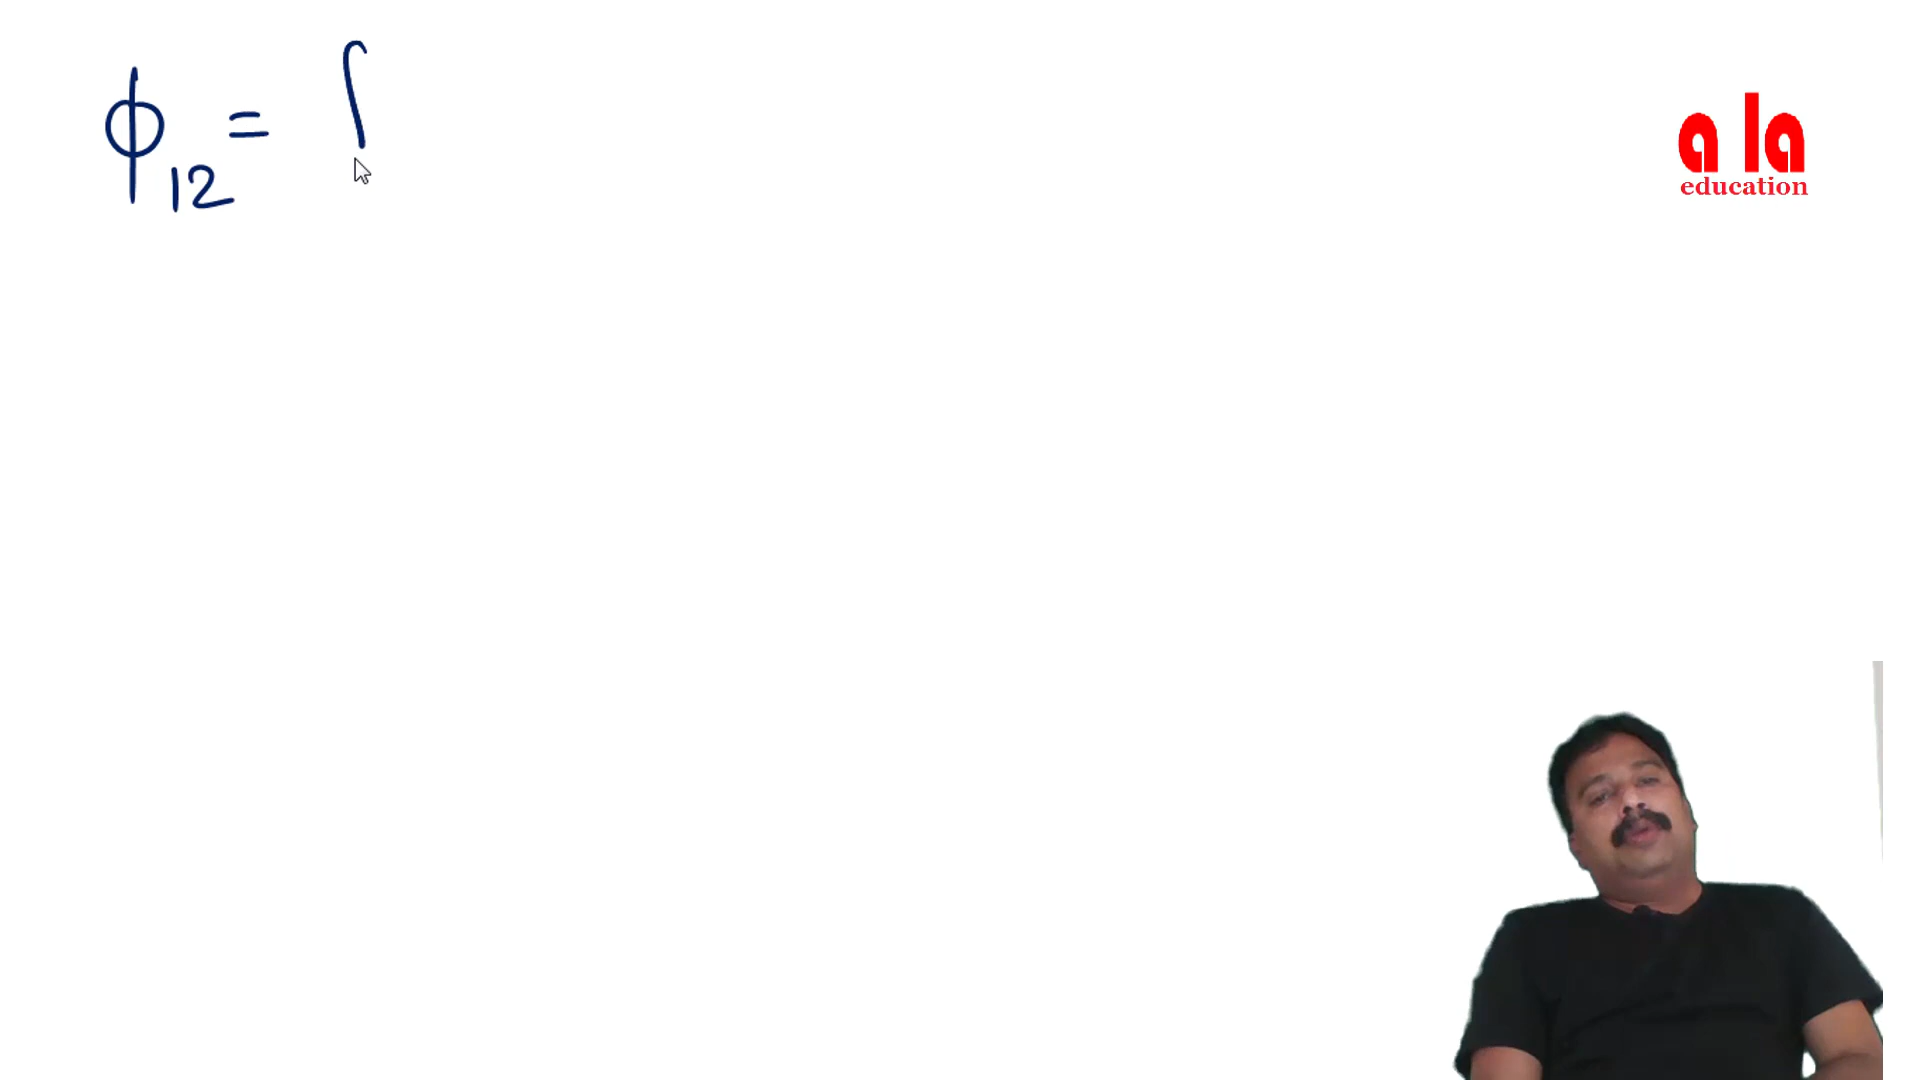 ϕ₁₂ = ∫
a la
education